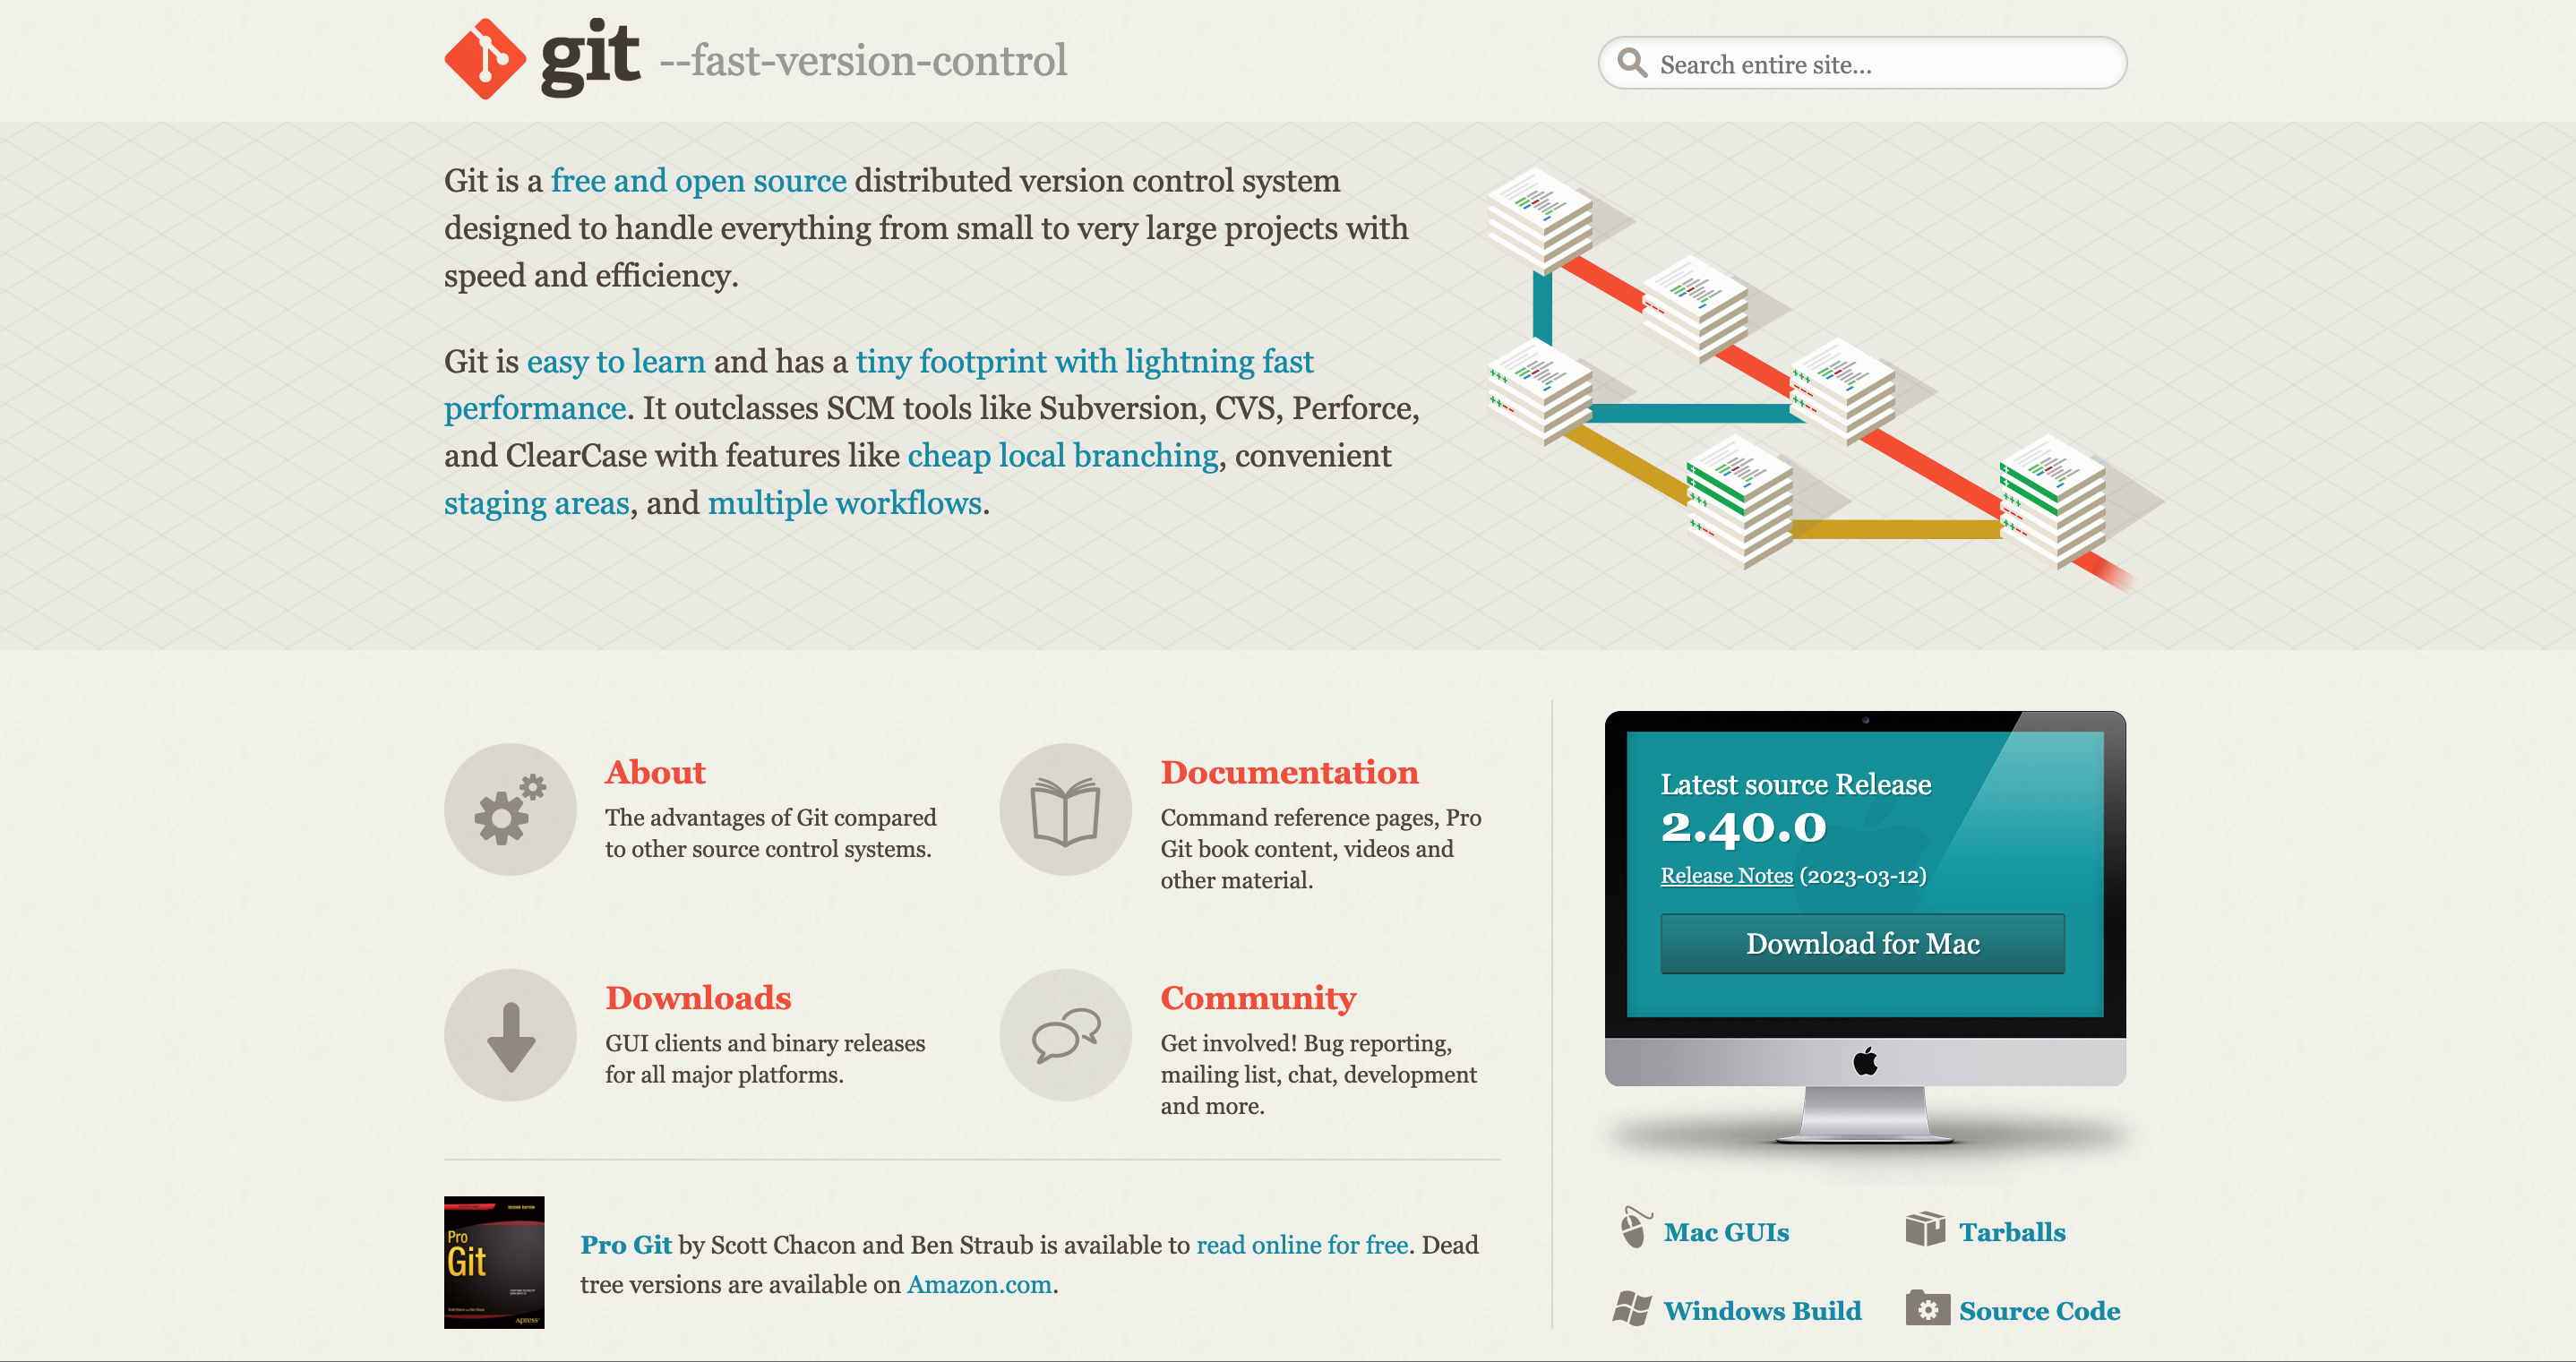 git --fast-version-control
Search entire site...
Git is a free and open source distributed version control system
designed to handle everything from small to very large projects with
speed and efficiency.
Git is easy to learn and has a tiny footprint with lightning fast
performance. It outclasses SCM tools like Subversion, CVS, Perforce,
and ClearCase with features like cheap local branching, convenient
staging areas, and multiple workflows.
About
The advantages of Git compared
to other source control systems.
Documentation
Command reference pages, Pro
Git book content, videos and
other material.
Downloads
GUI clients and binary releases
for all major platforms.
Community
Get involved! Bug reporting,
mailing list, chat, development
and more.
Pro
Git
Apress
Pro Git by Scott Chacon and Ben Straub is available to read online for free. Dead
tree versions are available on Amazon.com.
Latest source Release
2.40.0
Release Notes (2023-03-12)
Download for Mac
Mac GUIs
Tarballs
Windows Build
Source Code